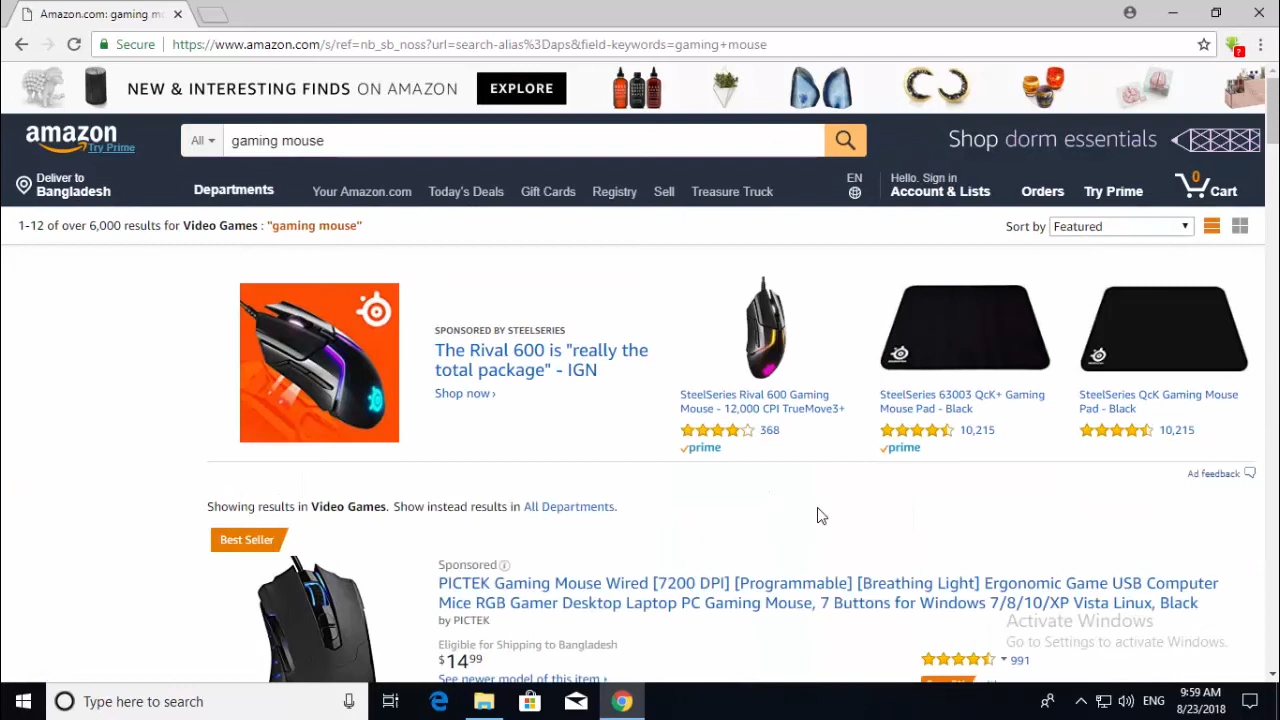 Amazon.com: gaming mo
Secure
https://www.amazon.com/s/ref=nb_sb_noss?url=search-alias%3Daps&field-keywords=gaming+mouse
NEW & INTERESTING FINDS ON AMAZON
EXPLORE
amazon
Try Prime
All
gaming mouse
Shop dorm essentials
Deliver to
Bangladesh
Departments
Your Amazon.com
Today's Deals
Gift Cards
Registry
Sell
Treasure Truck
EN
Hello. Sign in
Account & Lists
Orders
Try Prime
0
Cart
1-12 of over 6,000 results for Video Games : "gaming mouse"
Sort by
Featured
SPONSORED BY STEELSERIES
The Rival 600 is "really the
total package" - IGN
Shop now ›
SteelSeries Rival 600 Gaming
Mouse - 12,000 CPI TrueMove3+
368
prime
SteelSeries 63003 QcK+ Gaming
Mouse Pad - Black
10,215
prime
SteelSeries QcK Gaming Mouse
Pad - Black
10,215
Ad feedback
Showing results in Video Games. Show instead results in All Departments.
Best Seller
Sponsored
PICTEK Gaming Mouse Wired [7200 DPI] [Programmable] [Breathing Light] Ergonomic Game USB Computer
Mice RGB Gamer Desktop Laptop PC Gaming Mouse, 7 Buttons for Windows 7/8/10/XP Vista Linux, Black
by PICTEK
Eligible for Shipping to Bangladesh
$14 99
See newer model of this item ›
991
Activate Windows
Go to Settings to activate Windows.
Type here to search
ENG
9:59 AM
8/23/2018